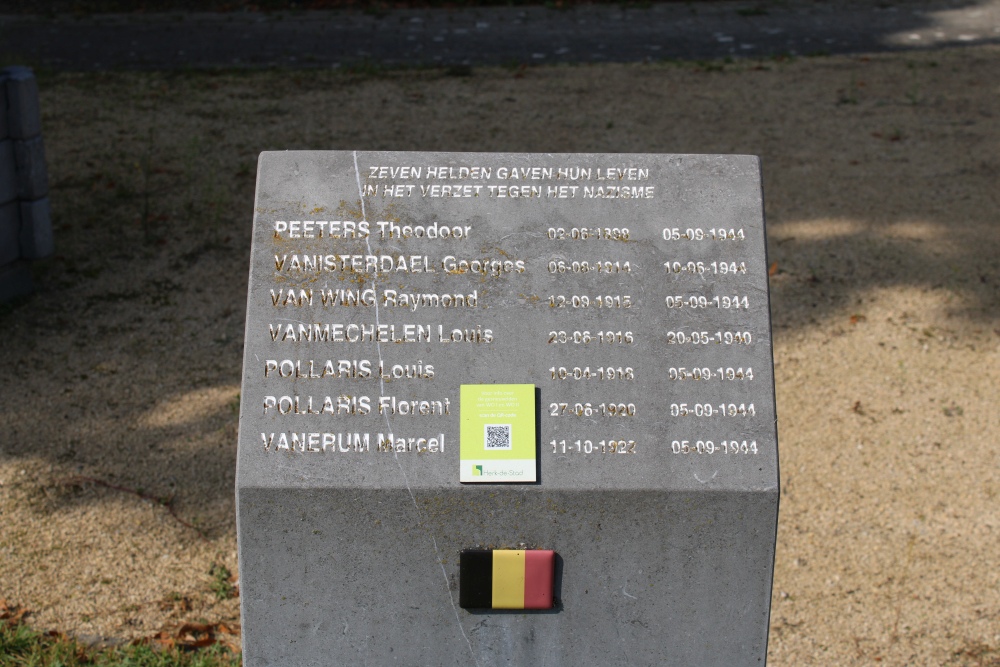 ZEVEN HELDEN GAVEN HUN LEVEN
IN HET VERZET TEGEN HET NAZISME
PEETERS Theodoor 02-06-1898 05-09-1944
VANISTERDAEL Georges 06-08-1914 10-06-1944
VAN WING Raymond 12-09-1915 05-09-1944
VANMECHELEN Louis 23-06-1916 20-05-1940
POLLARIS Louis 10-04-1918 05-09-1944
POLLARIS Florent 27-06-1920 05-09-1944
VANERUM Marcel 11-10-1922 05-09-1944
Herk-de-Stad